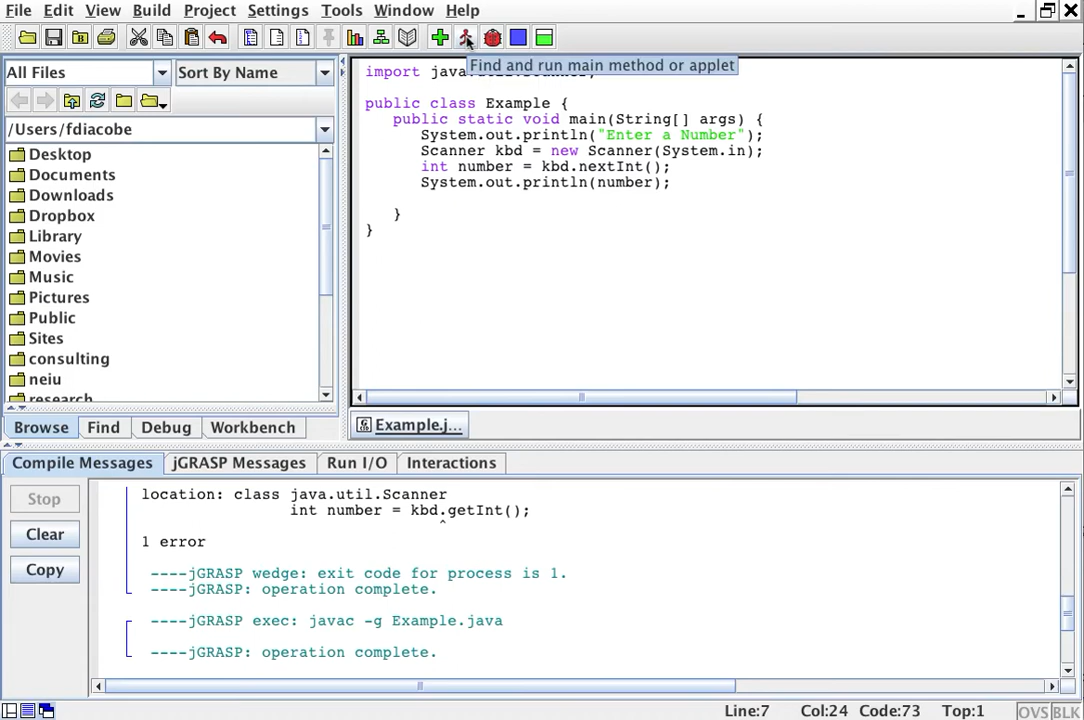 File Edit View Build Project Settings Tools Window Help
All Files Sort By Name
Find and run main method or applet
/Users/fdiacobe
Desktop
Documents
Downloads
Dropbox
Library
Movies
Music
Pictures
Public
Sites
consulting
neiu
research
import java.util.Scanner;
public class Example {
public static void main(String[] args) {
System.out.println("Enter a Number");
Scanner kbd = new Scanner(System.in);
int number = kbd.nextInt();
System.out.println(number);
}
}
Browse Find Debug Workbench
Example.j...
Compile Messages jGRASP Messages Run I/O Interactions
Stop
Clear
Copy
location: class java.util.Scanner
int number = kbd.getInt();
^
1 error
----jGRASP wedge: exit code for process is 1.
----jGRASP: operation complete.
----jGRASP exec: javac -g Example.java
----jGRASP: operation complete.
Line:7 Col:24 Code:73 Top:1 OVS BLK